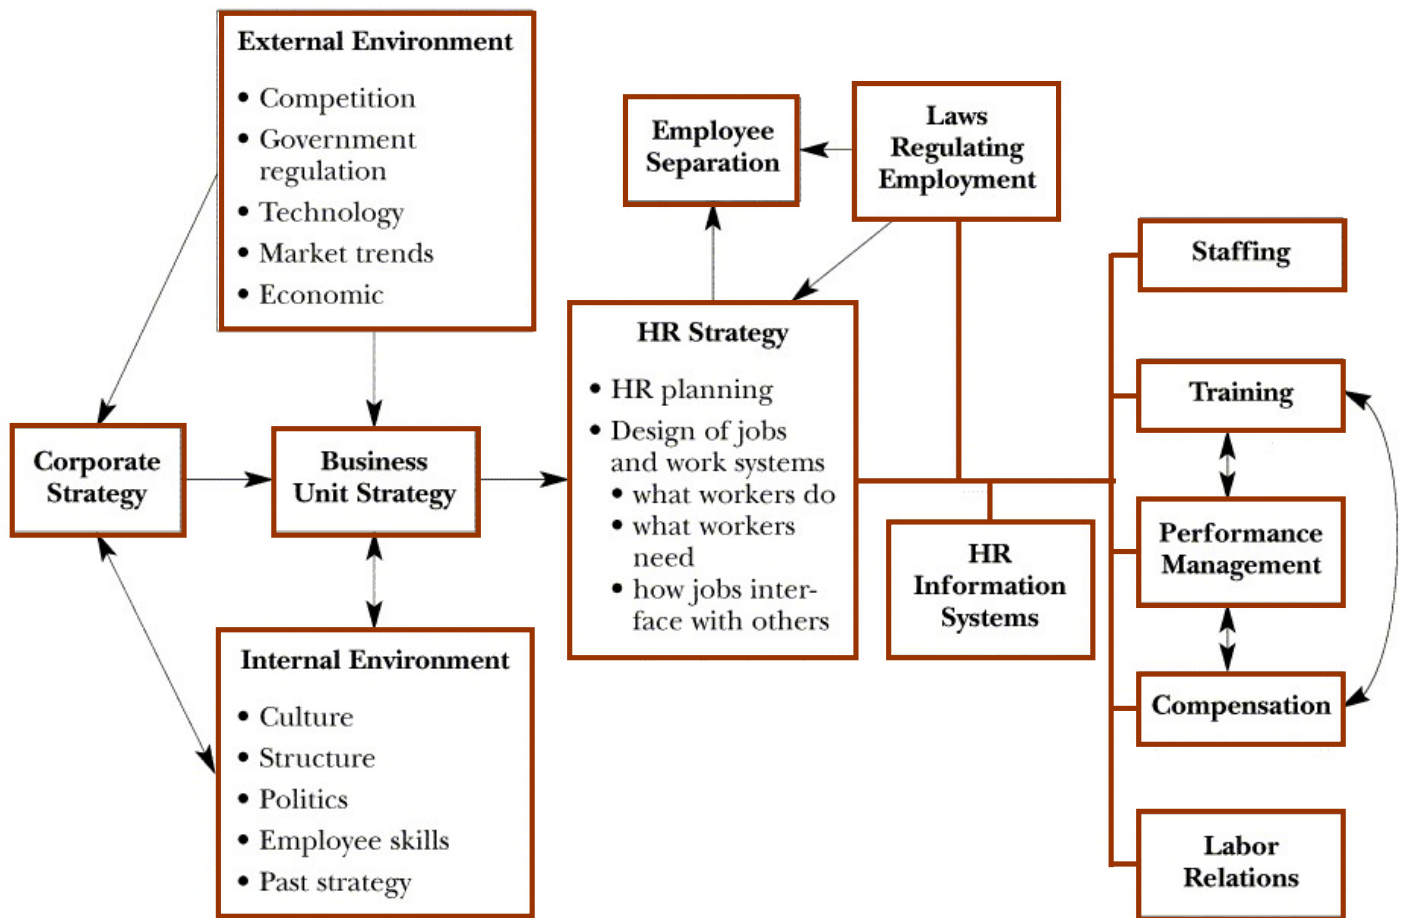 External Environment
• Competition
• Government
regulation
• Technology
• Market trends
• Economic
Employee
Separation
Laws
Regulating
Employment
Corporate
Strategy
Business
Unit Strategy
HR Strategy
• HR planning
• Design of jobs
and work systems
• what workers do
• what workers
need
• how jobs inter-
face with others
HR
Information
Systems
Staffing
Training
Performance
Management
Compensation
Labor
Relations
Internal Environment
• Culture
• Structure
• Politics
• Employee skills
• Past strategy